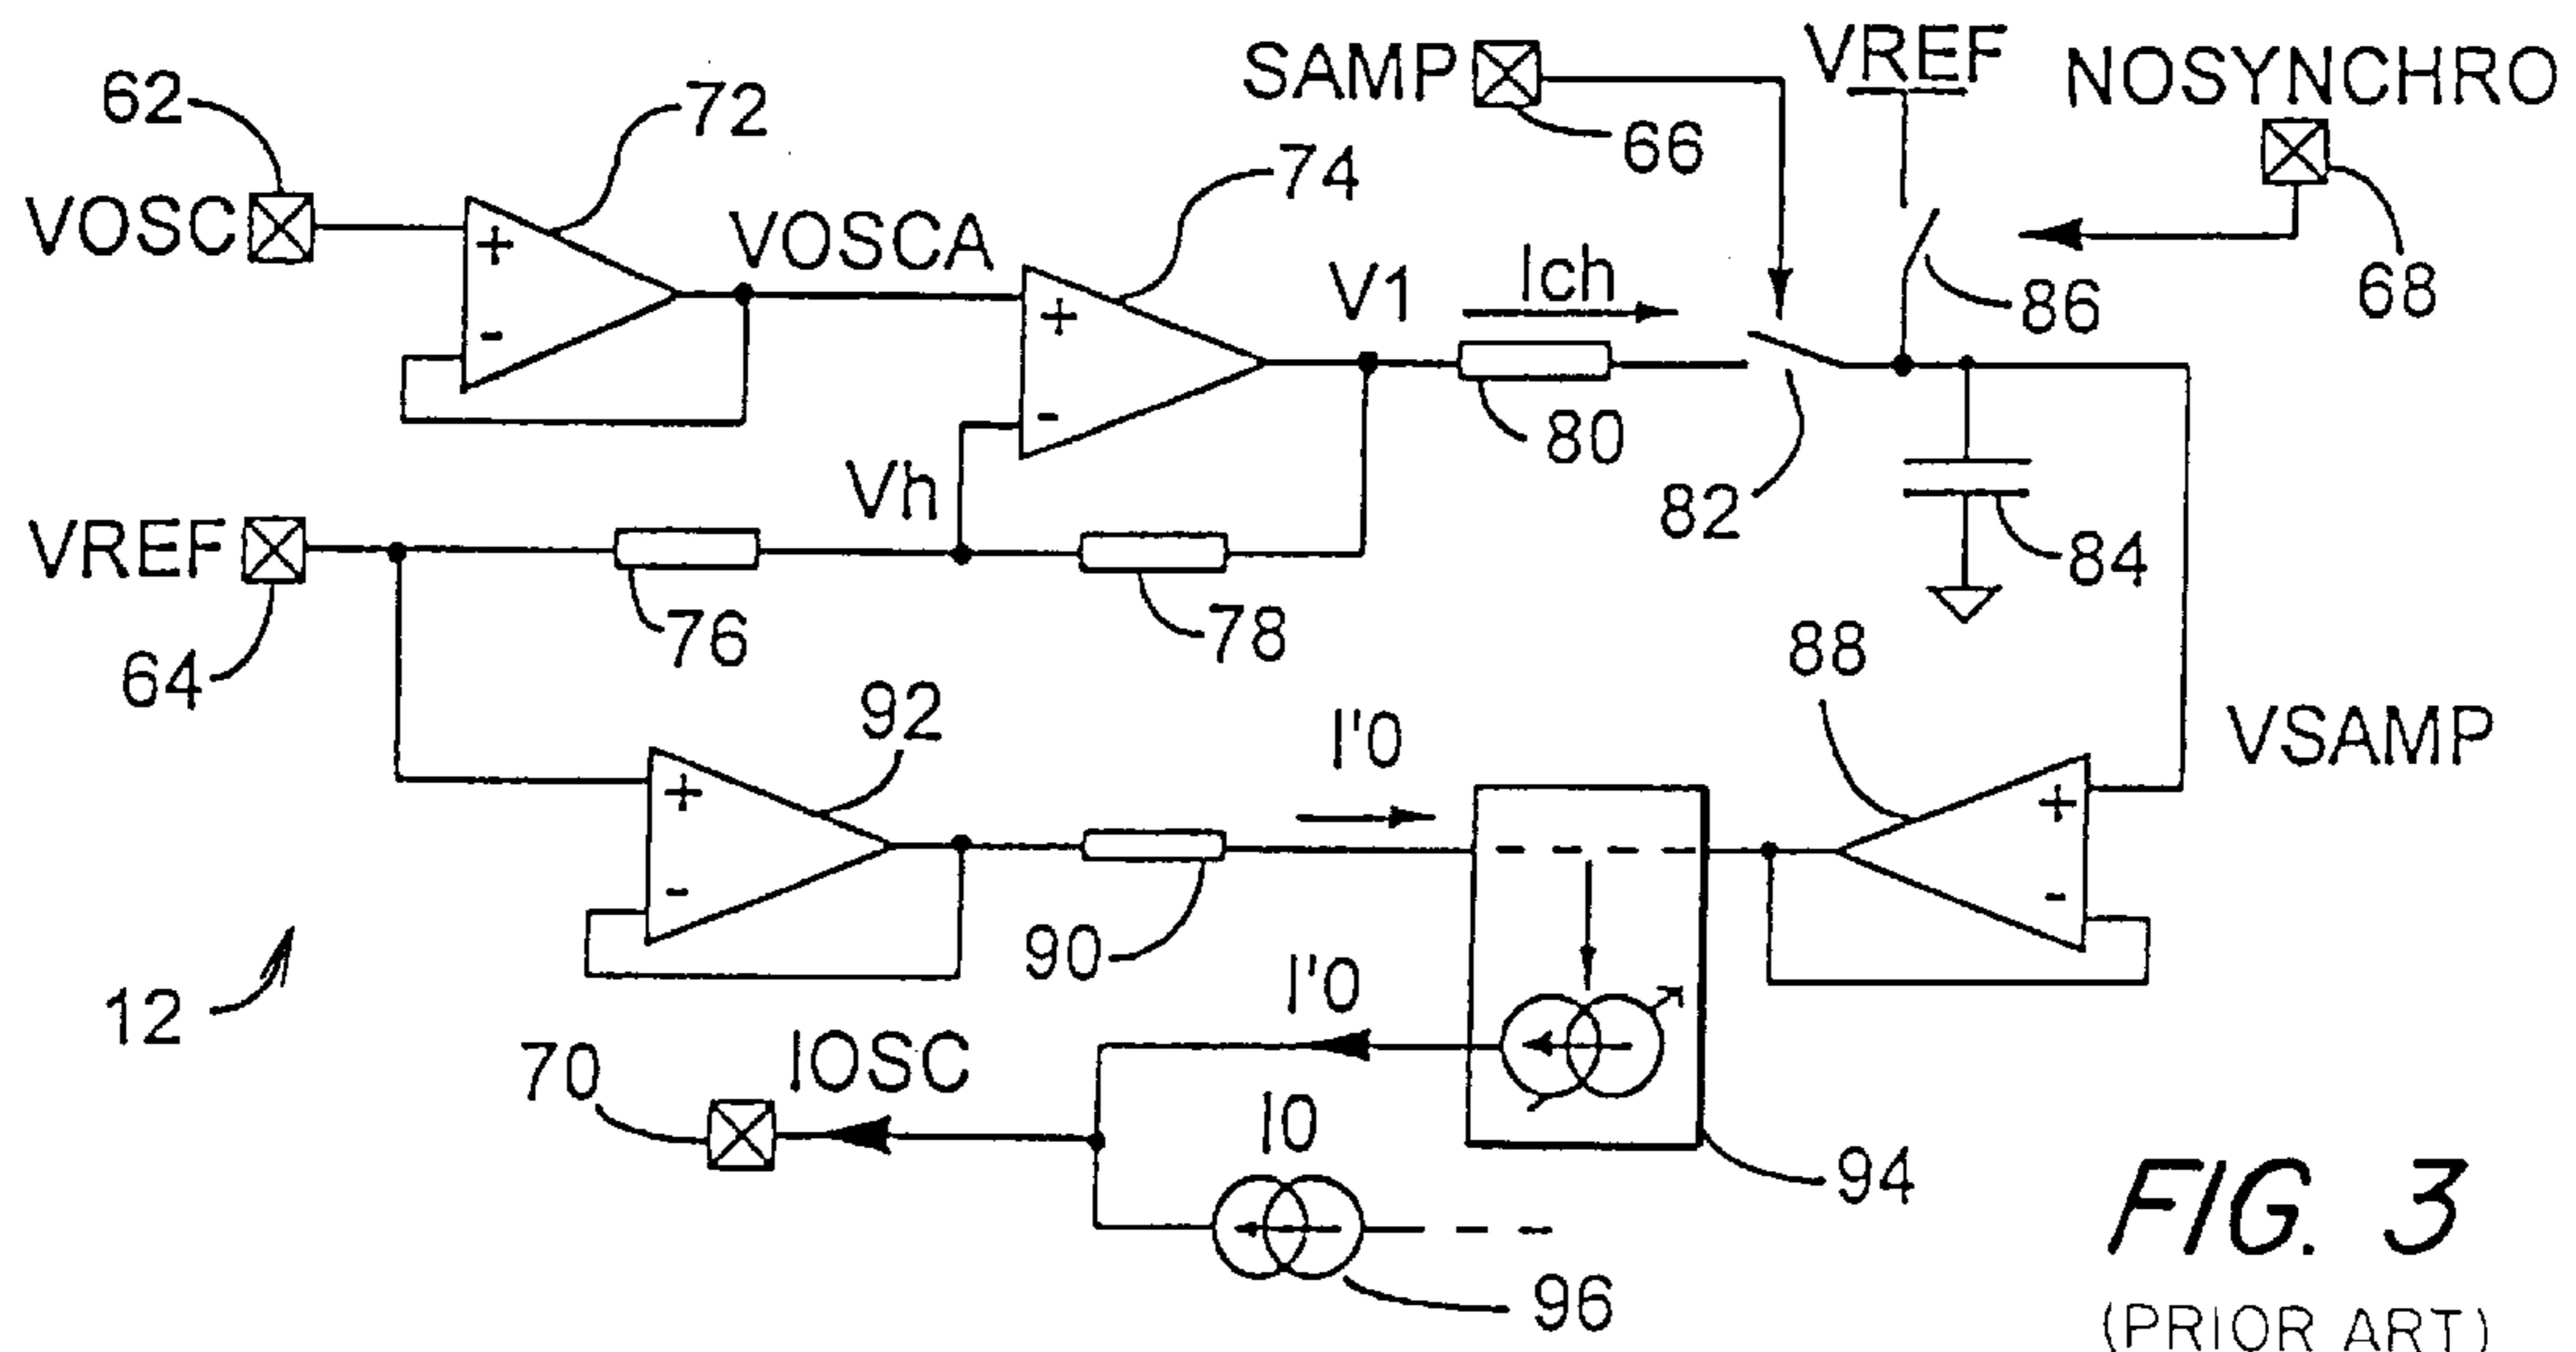 SAMP
VREF
NOSYNCHRO
62
72
66
74
VOSC
VOSCA
V1
Ich
86
68
+
-
+
-
80
82
Vh
VREF
84
76
78
64
88
92
I'0
VSAMP
+
-
+
-
90
12
I'0
70
IOSC
I0
94
96
FIG. 3
(PRIOR ART)